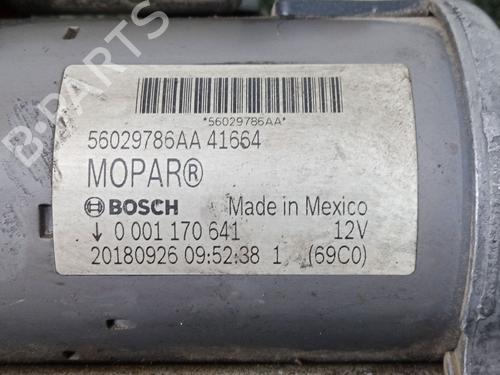 B-PARTS
*56029786AA*
56029786AA 41664
MOPAR®
BOSCH Made in Mexico
↓ 0 001 170 641 12V
20180926 09:52:38 1 (69C0)